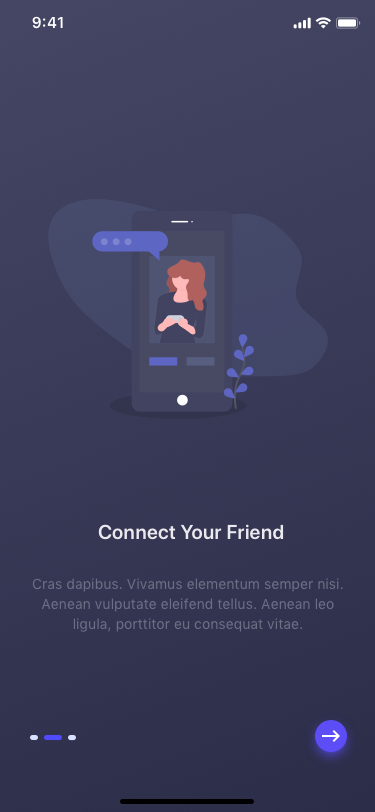 9:41
Connect Your Friend
Cras dapibus. Vivamus elementum semper nisi.
Aenean vulputate eleifend tellus. Aenean leo
ligula, porttitor eu consequat vitae.